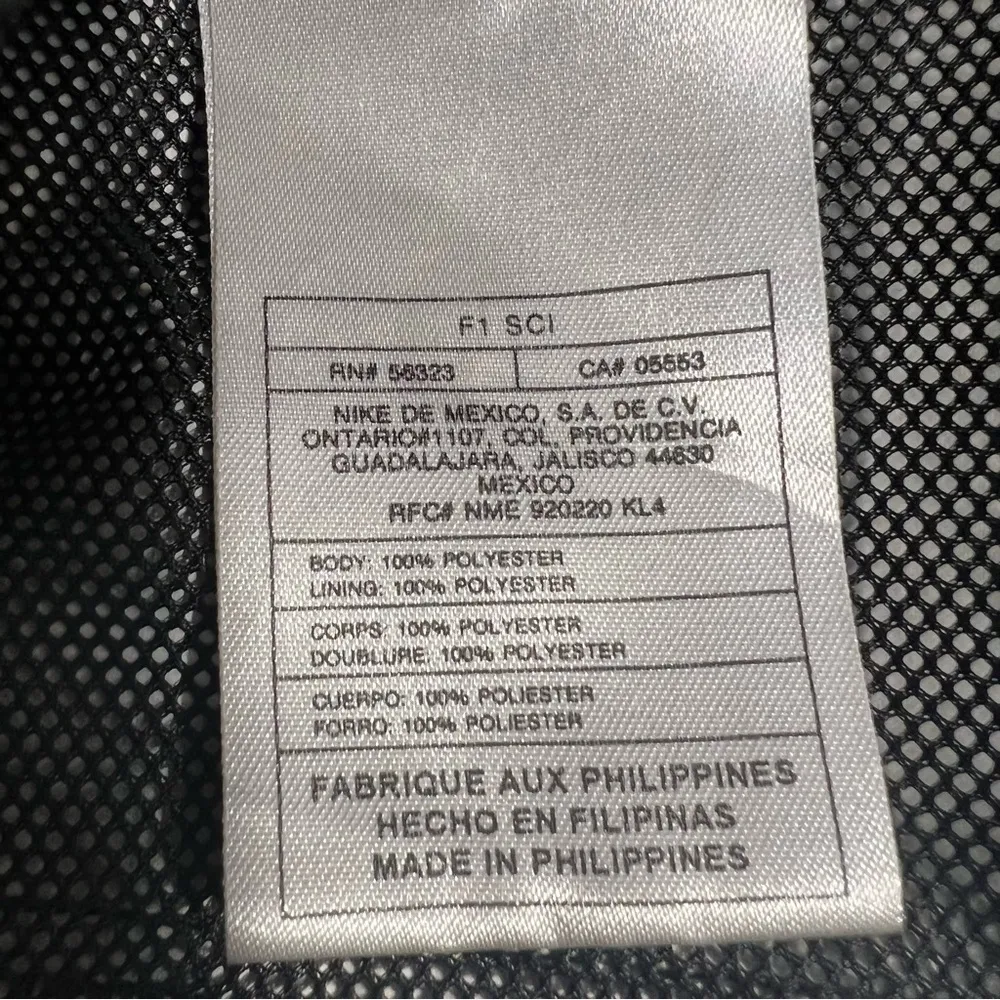 F1 SCI
RN# 56323 CA# 05553
NIKE DE MEXICO, S.A. DE C.V.
ONTARIO#1107, COL. PROVIDENCIA
GUADALAJARA, JALISCO 44630
MEXICO
RFC# NME 920220 KL4
BODY: 100% POLYESTER
LINING: 100% POLYESTER
CORPS: 100% POLYESTER
DOUBLURE: 100% POLYESTER
CUERPO: 100% POLIESTER
FORRO: 100% POLIESTER
FABRIQUE AUX PHILIPPINES
HECHO EN FILIPINAS
MADE IN PHILIPPINES